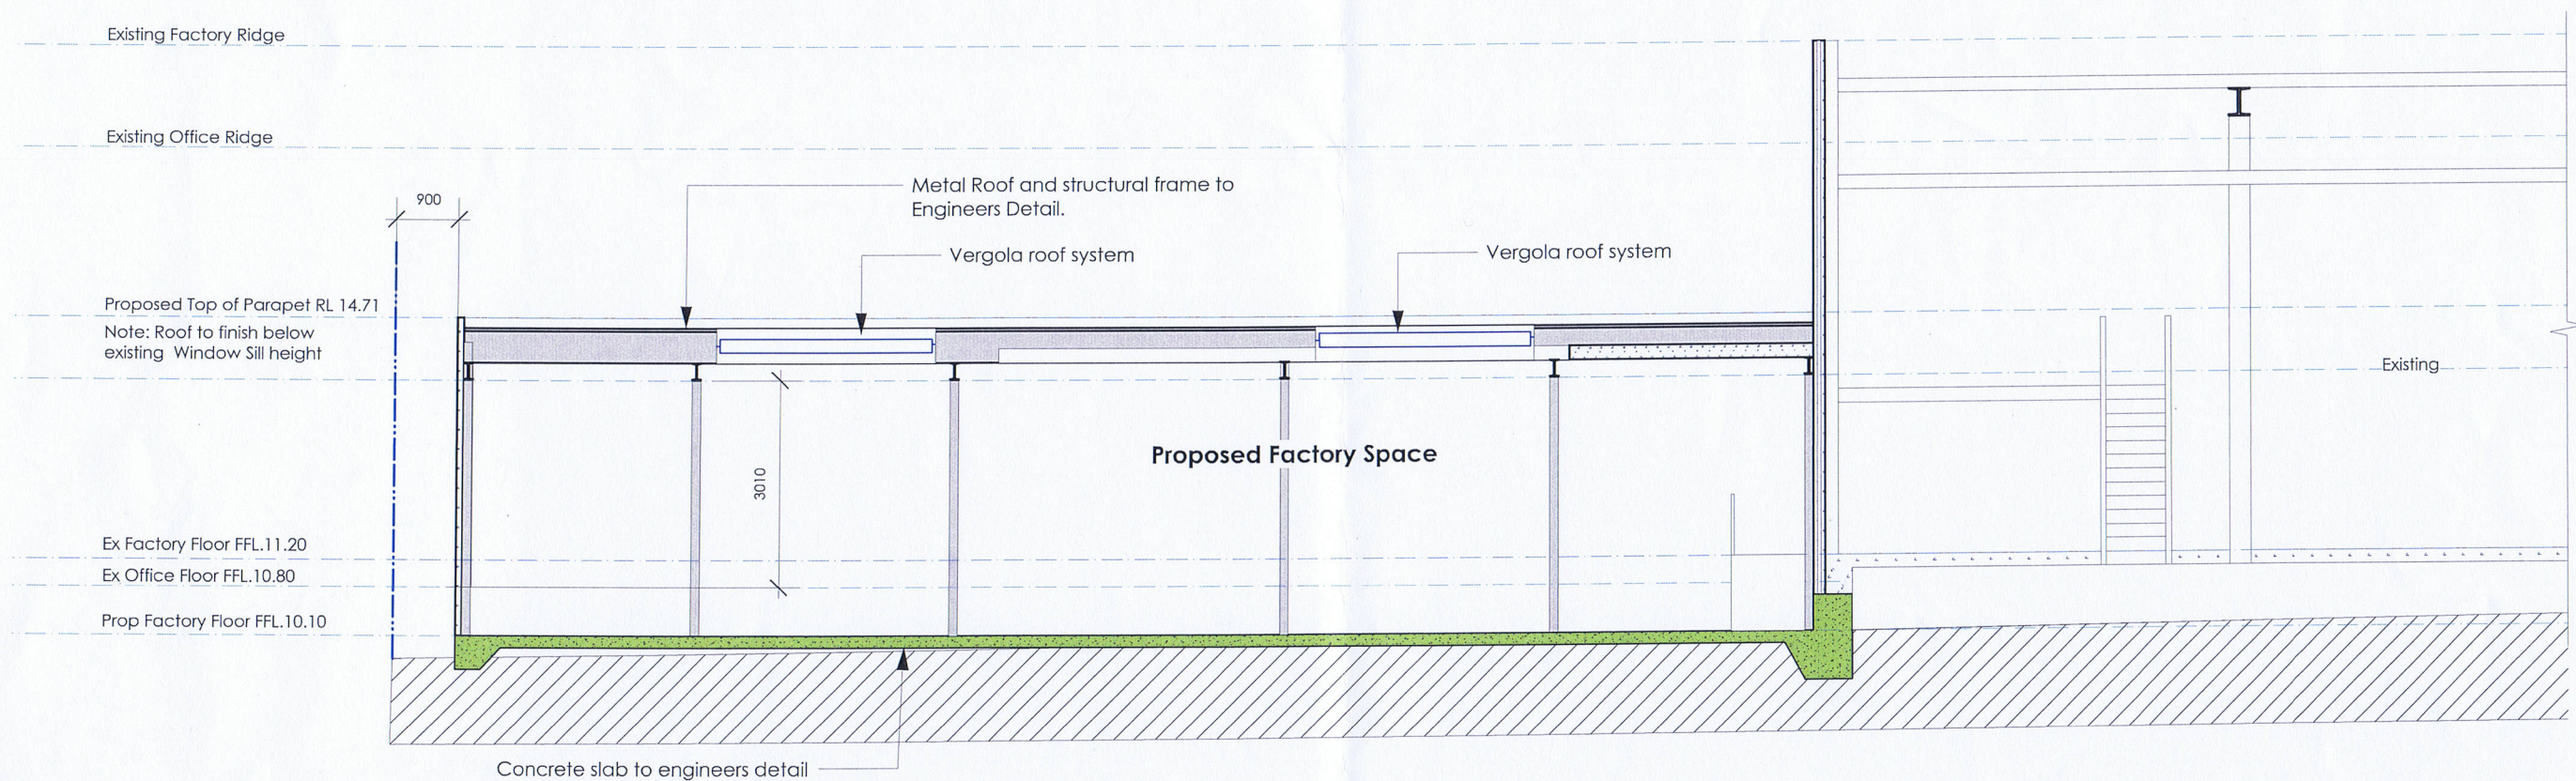 Existing Factory Ridge
Existing Office Ridge
900
Metal Roof and structural frame to
Engineers Detail.
Vergola roof system
Vergola roof system
Proposed Top of Parapet RL 14.71
Note: Roof to finish below
existing Window Sill height
Existing
Proposed Factory Space
3010
Ex Factory Floor FFL.11.20
Ex Office Floor FFL.10.80
Prop Factory Floor FFL.10.10
Concrete slab to engineers detail